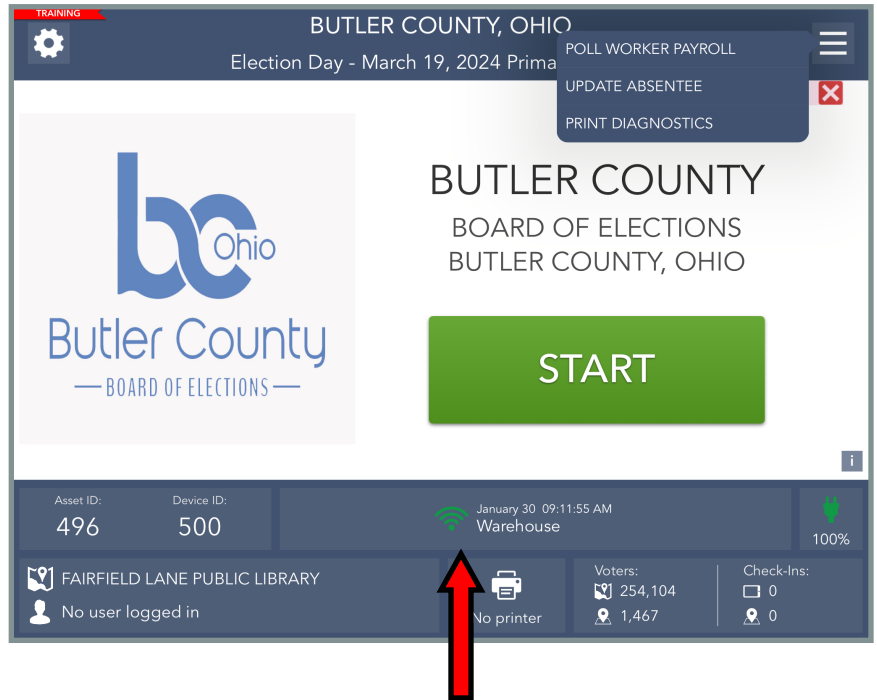 TRAINING
BUTLER COUNTY, OHIO
Election Day - March 19, 2024 Prima
POLL WORKER PAYROLL
UPDATE ABSENTEE
PRINT DIAGNOSTICS
bc
Ohio
Butler County
BOARD OF ELECTIONS
BUTLER COUNTY
BOARD OF ELECTIONS
BUTLER COUNTY, OHIO
START
i
Asset ID:
496
Device ID:
500
January 30 09:11:55 AM
Warehouse
100%
FAIRFIELD LANE PUBLIC LIBRARY
No user logged in
No printer
Voters:
254,104
1,467
Check-Ins:
0
0